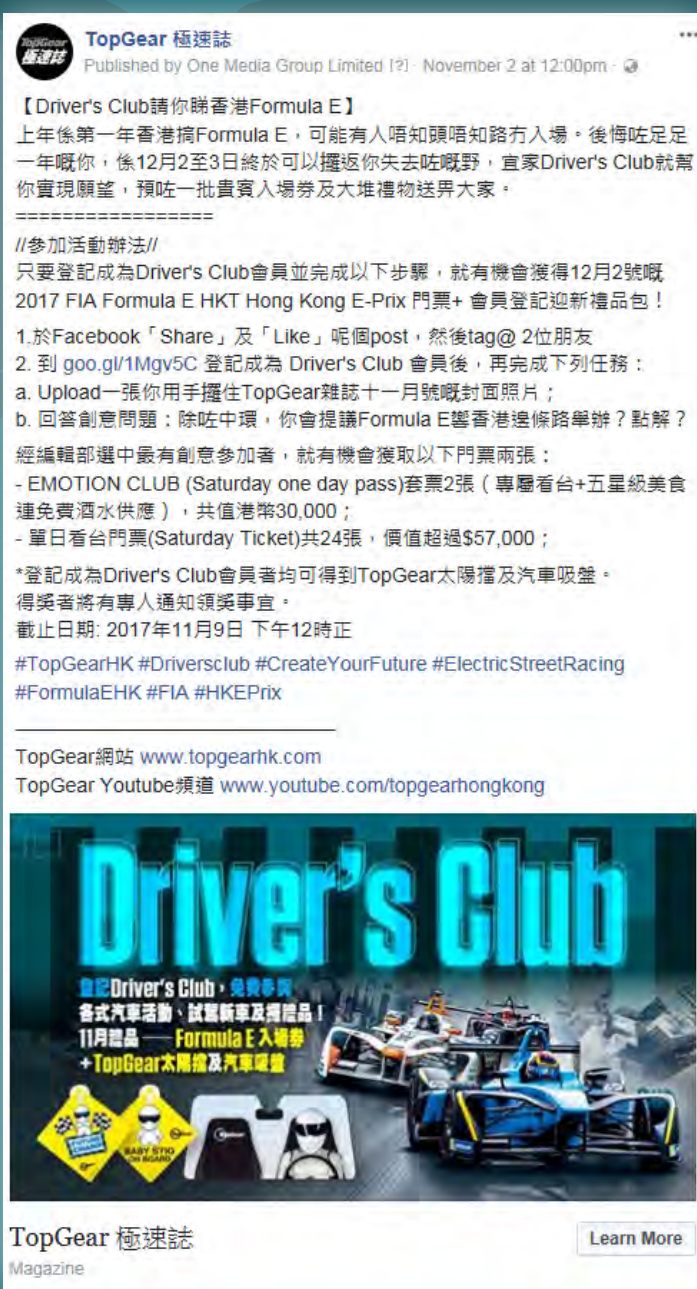 TopGear 極速誌
Published by One Media Group Limited [?] · November 2 at 12:00pm ·
【Driver's Club請你睇香港Formula E】
上年係第一年香港搞Formula E，可能有人唔知頭唔知路冇入場。後悔咗足足
一年嘅你，係12月2至3日終於可以攞返你失去咗嘅野，宜家Driver's Club就幫
你實現願望，預咗一批貴賓入場券及大堆禮物送畀大家。
==================
//參加活動辦法//
只要登記成為Driver's Club會員並完成以下步驟，就有機會獲得12月2號嘅
2017 FIA Formula E HKT Hong Kong E-Prix 門票+ 會員登記迎新禮品包！
1.於Facebook「Share」及「Like」呢個post，然後tag@ 2位朋友
2. 到 goo.gl/1Mgv5C 登記成為 Driver's Club 會員後，再完成下列任務：
a. Upload一張你用手攞住TopGear雜誌十一月號嘅封面照片；
b. 回答創意問題：除咗中環，你會提議Formula E響香港邊條路舉辦？點解？
經編輯部選中最有創意參加者，就有機會獲取以下門票兩張：
- EMOTION CLUB (Saturday one day pass)套票2張（專屬看台+五星級美食
連免費酒水供應），共值港幣30,000；
- 單日看台門票(Saturday Ticket)共24張，價值超過$57,000；
*登記成為Driver's Club會員者均可得到TopGear太陽擋及汽車吸盤。
得獎者將有專人通知領獎事宜。
截止日期: 2017年11月9日 下午12時正
#TopGearHK #Driversclub #CreateYourFuture #ElectricStreetRacing
#FormulaEHK #FIA #HKEPrix
TopGear網站 www.topgearhk.com
TopGear Youtube頻道 www.youtube.com/topgearhongkong
Driver's Club
登記Driver's Club，免費參與
各式汽車活動、試駕新車及攞禮品！
11月禮品 —— Formula E 入場券
+TopGear太陽擋及汽車吸盤
BABY STIG
ON BOARD
TopGear 極速誌
Learn More
Magazine